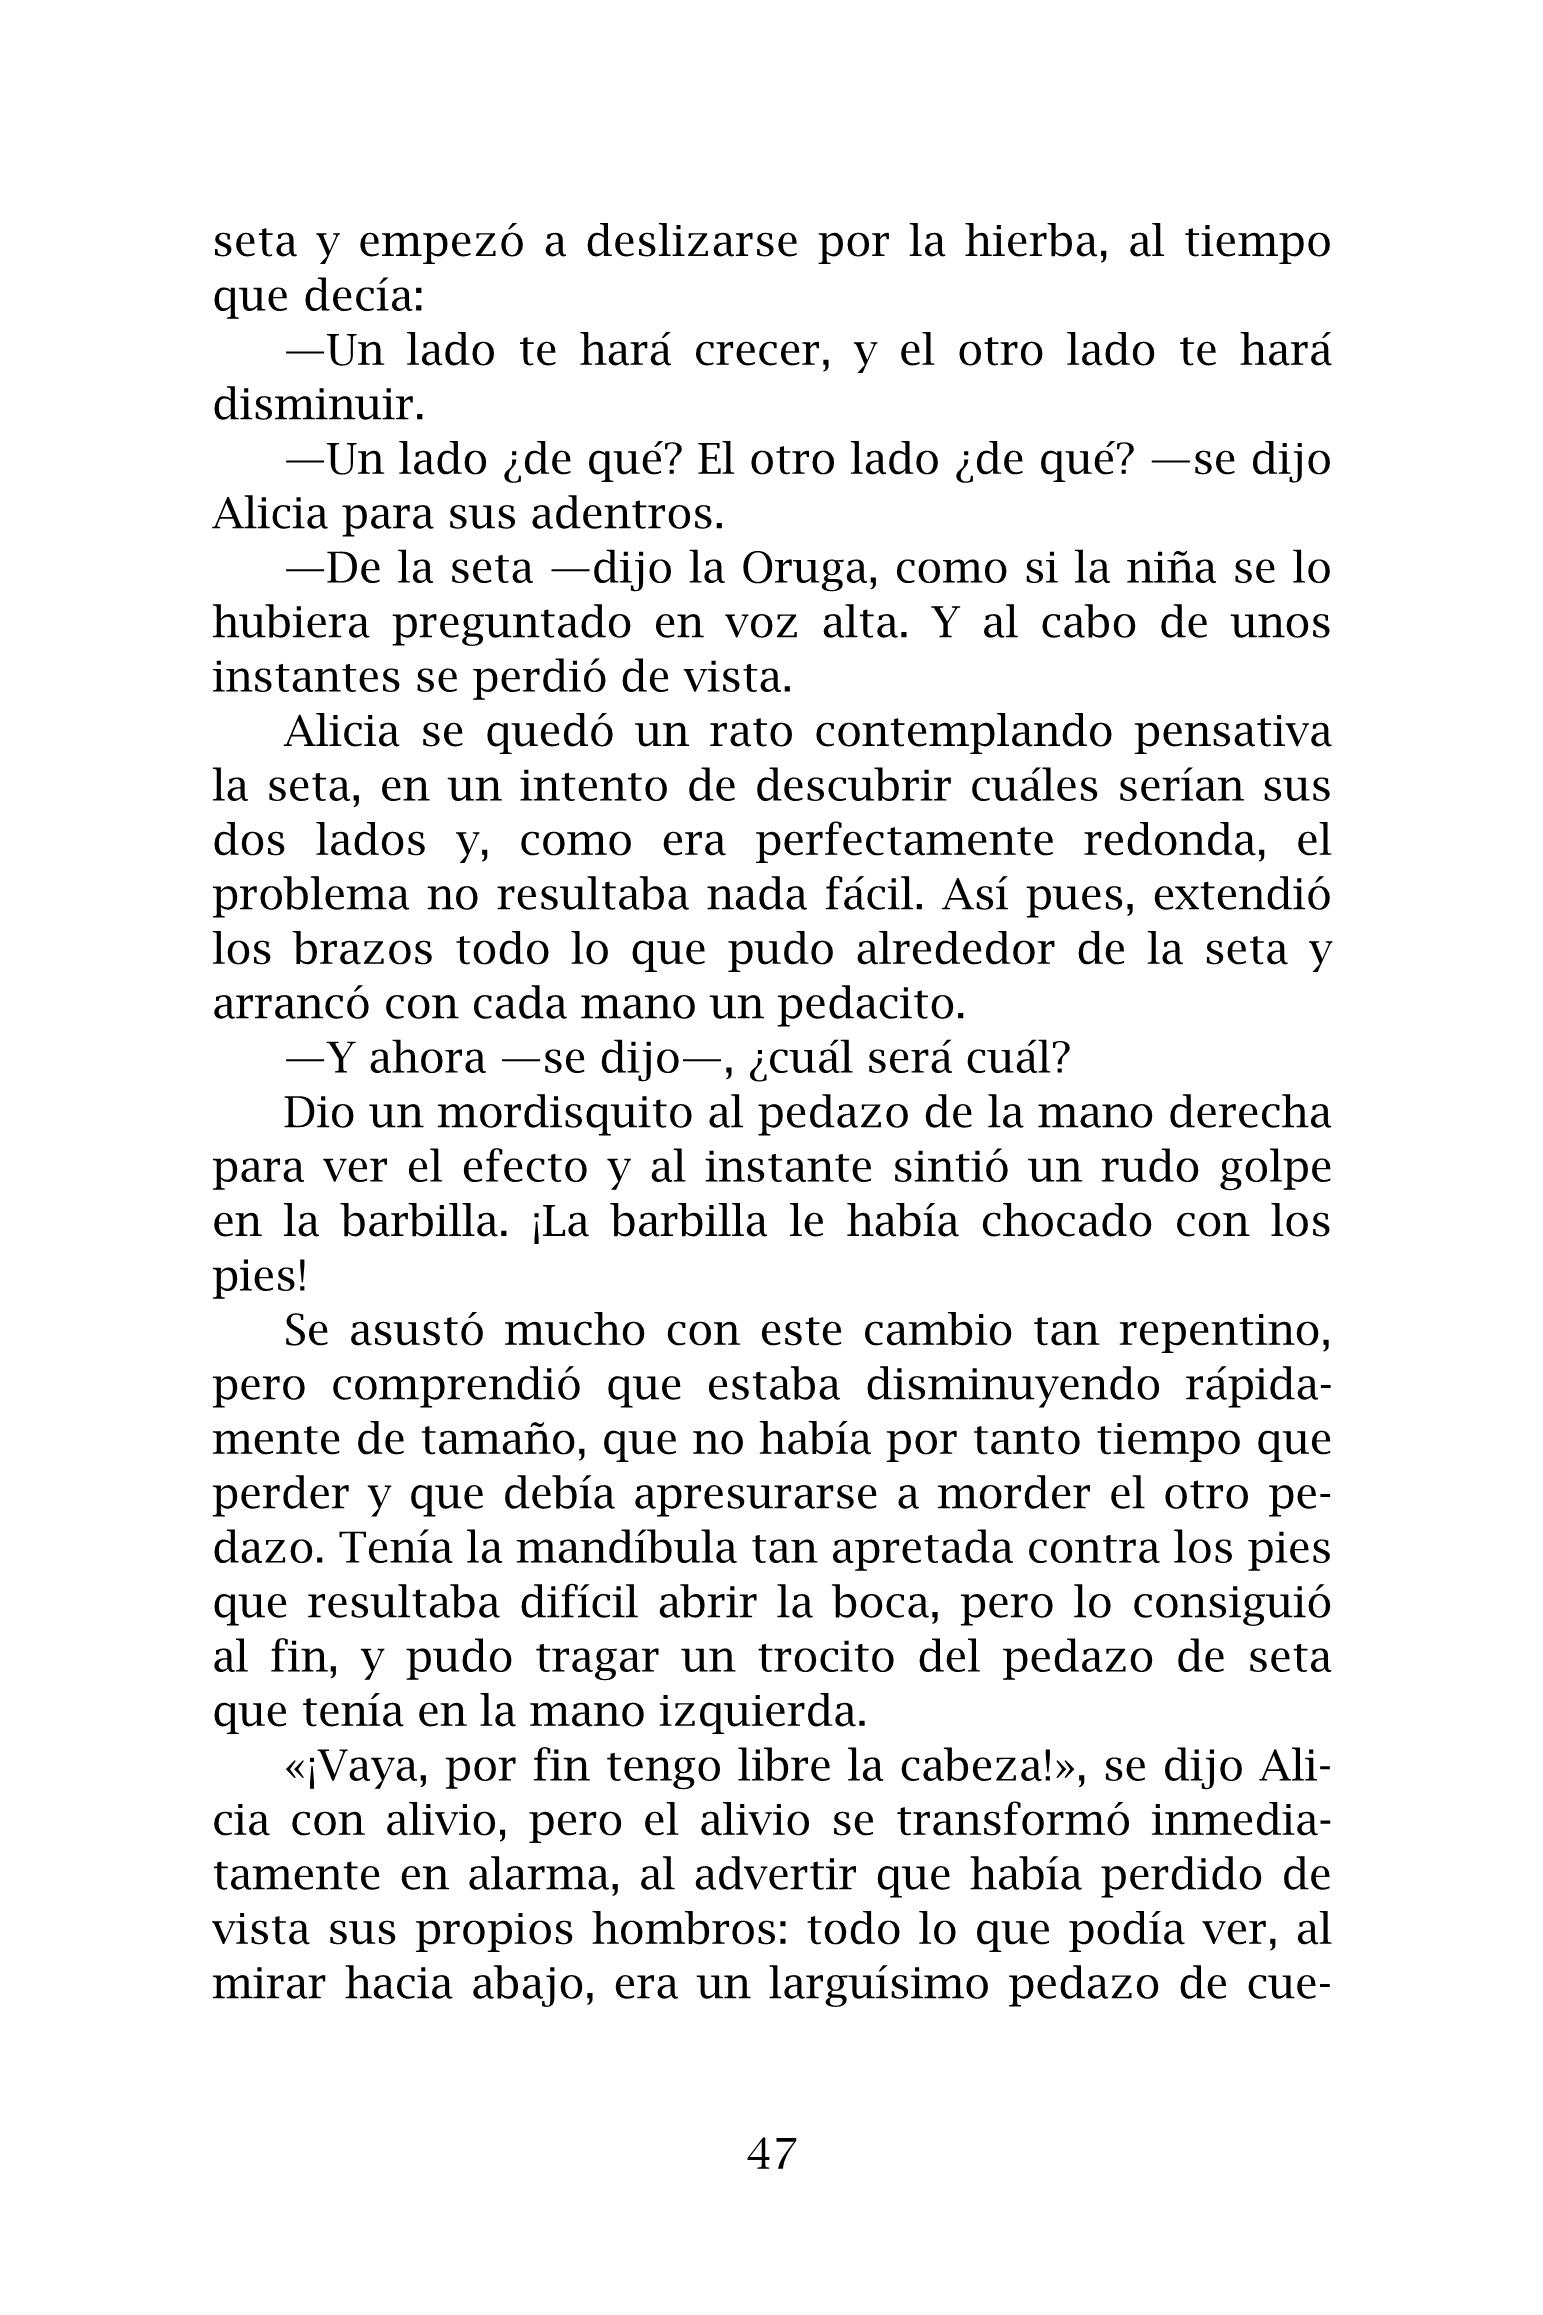 seta y empezó a deslizarse por la hierba, al tiempo
que decía:
—Un lado te hará crecer, y el otro lado te hará
disminuir.
—Un lado ¿de qué? El otro lado ¿de qué? —se dijo
Alicia para sus adentros.
—De la seta —dijo la Oruga, como si la niña se lo
hubiera preguntado en voz alta. Y al cabo de unos
instantes se perdió de vista.
Alicia se quedó un rato contemplando pensativa
la seta, en un intento de descubrir cuáles serían sus
dos lados y, como era perfectamente redonda, el
problema no resultaba nada fácil. Así pues, extendió
los brazos todo lo que pudo alrededor de la seta y
arrancó con cada mano un pedacito.
—Y ahora —se dijo—, ¿cuál será cuál?
Dio un mordisquito al pedazo de la mano derecha
para ver el efecto y al instante sintió un rudo golpe
en la barbilla. ¡La barbilla le había chocado con los
pies!
Se asustó mucho con este cambio tan repentino,
pero comprendió que estaba disminuyendo rápida-
mente de tamaño, que no había por tanto tiempo que
perder y que debía apresurarse a morder el otro pe-
dazo. Tenía la mandíbula tan apretada contra los pies
que resultaba difícil abrir la boca, pero lo consiguió
al fin, y pudo tragar un trocito del pedazo de seta
que tenía en la mano izquierda.
«¡Vaya, por fin tengo libre la cabeza!», se dijo Ali-
cia con alivio, pero el alivio se transformó inmedia-
tamente en alarma, al advertir que había perdido de
vista sus propios hombros: todo lo que podía ver, al
mirar hacia abajo, era un larguísimo pedazo de cue-
47